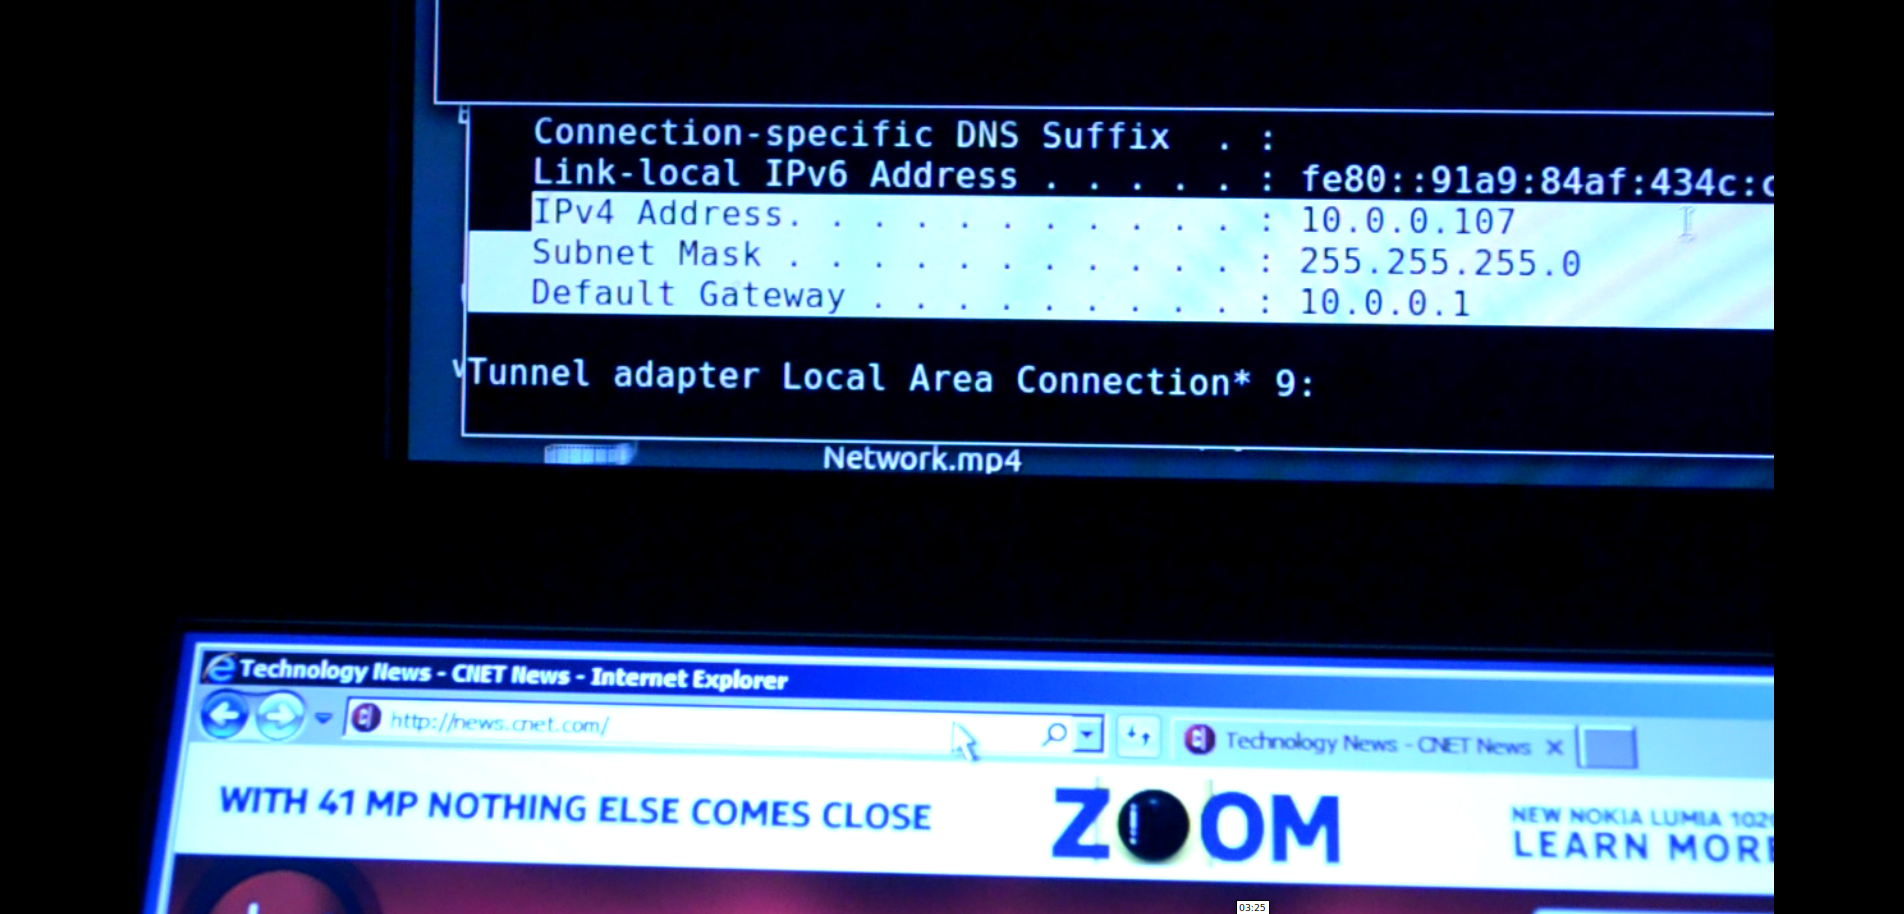 Connection-specific DNS Suffix . :
Link-local IPv6 Address . . . . . : fe80::91a9:84af:434c:
IPv4 Address. . . . . . . . . . . : 10.0.0.107
Subnet Mask . . . . . . . . . . . : 255.255.255.0
Default Gateway . . . . . . . . . : 10.0.0.1
Tunnel adapter Local Area Connection* 9:
Network.mp4
Technology News - CNET News - Internet Explorer
http://news.cnet.com/
Technology News - CNET News
WITH 41 MP NOTHING ELSE COMES CLOSE
ZOOM
NEW NOKIA LUMIA 102
LEARN MOR
03:25